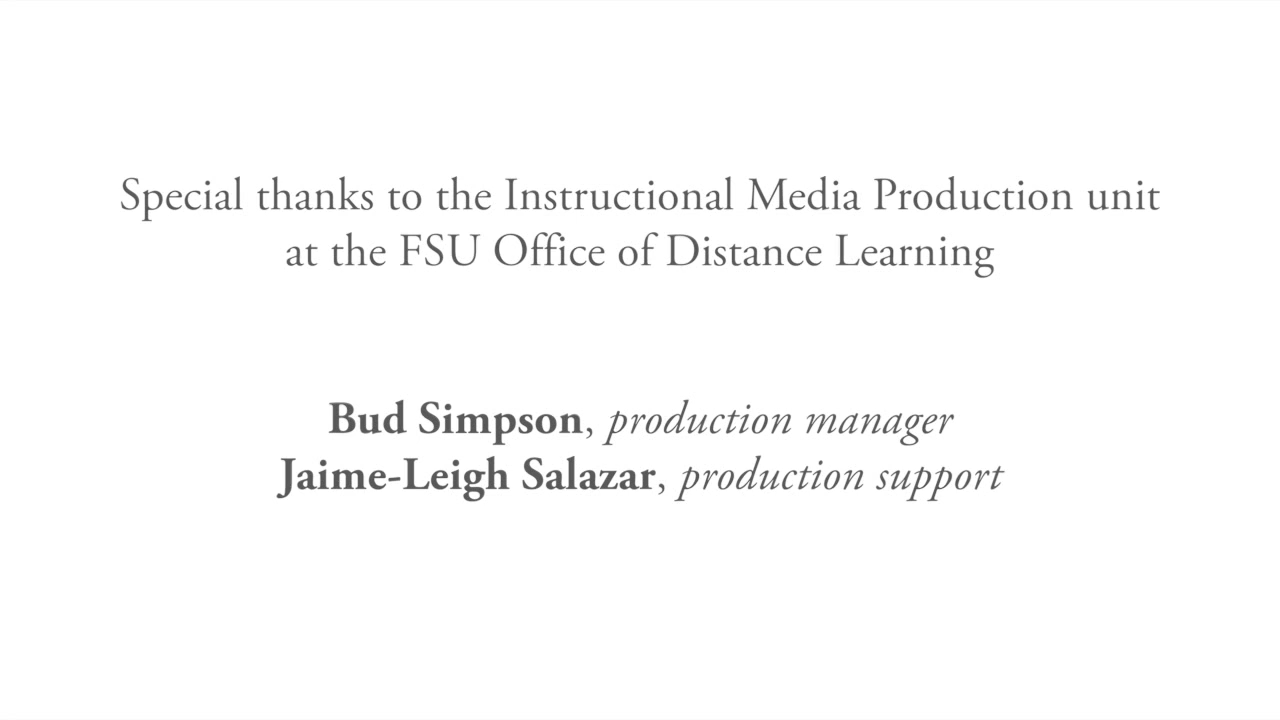 Special thanks to the Instructional Media Production unit
at the FSU Office of Distance Learning
Bud Simpson, production manager
Jaime-Leigh Salazar, production support